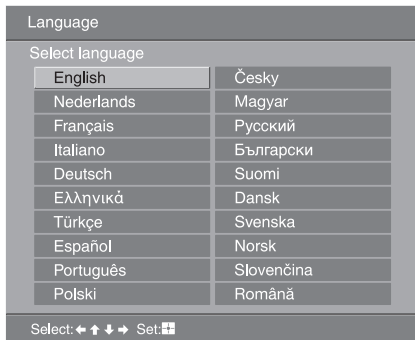 Language
Select language
English
Nederlands
Français
Italiano
Deutsch
Ελληνικά
Türkçe
Español
Português
Polski
Česky
Magyar
Русский
Български
Suomi
Dansk
Svenska
Norsk
Slovenčina
Română
Select: Set: